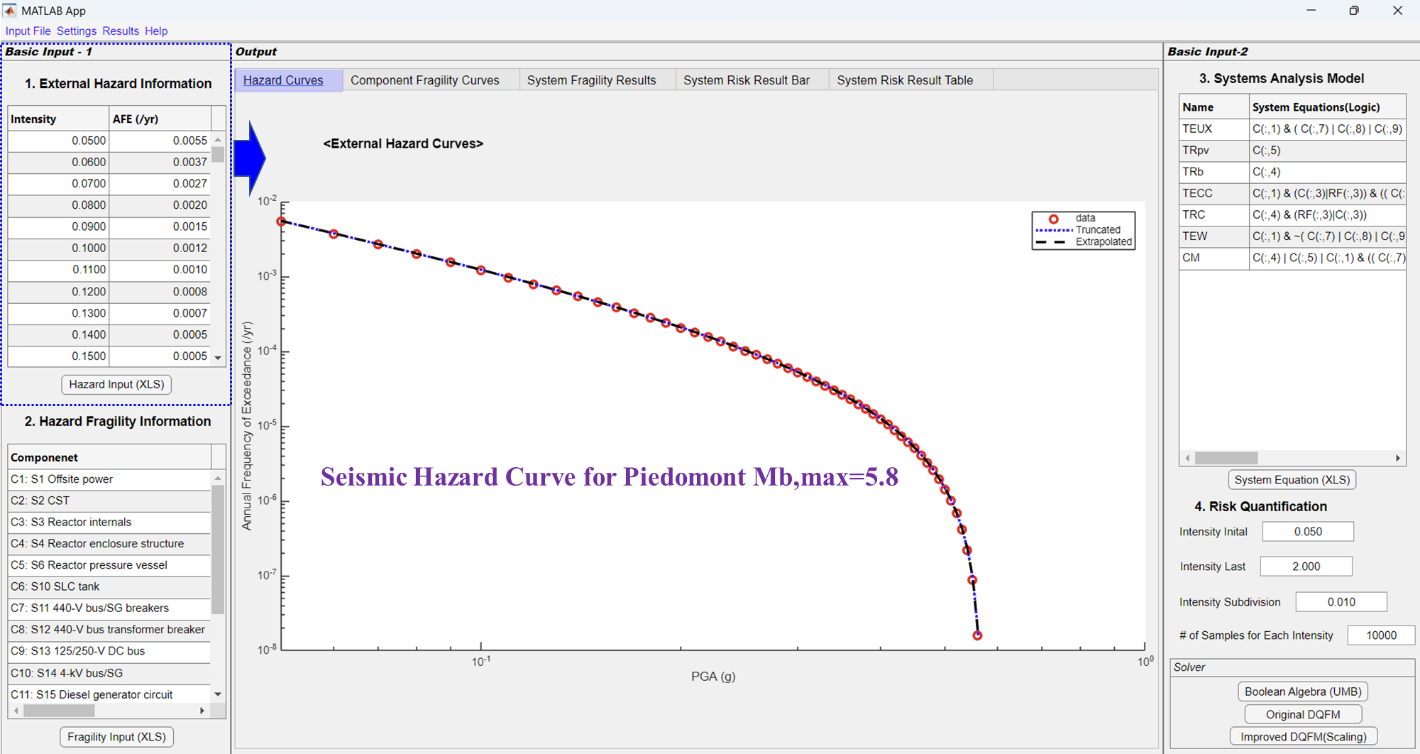 MATLAB App
Input File Settings Results Help
Basic Input - 1
1. External Hazard Information
Intensity AFE (/yr)
0.0500 0.0055
0.0600 0.0037
0.0700 0.0027
0.0800 0.0020
0.0900 0.0015
0.1000 0.0012
0.1100 0.0010
0.1200 0.0008
0.1300 0.0007
0.1400 0.0005
0.1500 0.0005
Hazard Input (XLS)
2. Hazard Fragility Information
Componenet
C1: S1 Offsite power
C2: S2 CST
C3: S3 Reactor internals
C4: S4 Reactor enclosure structure
C5: S6 Reactor pressure vessel
C6: S10 SLC tank
C7: S11 440-V bus/SG breakers
C8: S12 440-V bus transformer breaker
C9: S13 125/250-V DC bus
C10: S14 4-kV bus/SG
C11: S15 Diesel generator circuit
Fragility Input (XLS)
Output
Hazard Curves Component Fragility Curves System Fragility Results System Risk Result Bar System Risk Result Table
<External Hazard Curves>
data
Truncated
Extrapolated
Annual Frequency of Exceedance (/yr)
10^-2
10^-3
10^-4
10^-5
10^-6
10^-7
10^-8
Seismic Hazard Curve for Piedomont Mb,max=5.8
10^-1 10^0
PGA (g)
Basic Input-2
3. Systems Analysis Model
Name System Equations(Logic)
TEUX C(:,1) & ( C(:,7) | C(:,8) | C(:,9)
TRpv C(:,5)
TRb C(:,4)
TECC C(:,1) & (C(:,3)|RF(:,3)) & (( C(:
TRC C(:,4) & (RF(:,3)|C(:,3))
TEW C(:,1) & ~( C(:,7) | C(:,8) | C(:,9
CM C(:,4) | C(:,5) | C(:,1) & (( C(:,7)
System Equation (XLS)
4. Risk Quantification
Intensity Inital 0.050
Intensity Last 2.000
Intensity Subdivision 0.010
# of Samples for Each Intensity 10000
Solver
Boolean Algebra (UMB)
Original DQFM
Improved DQFM(Scaling)